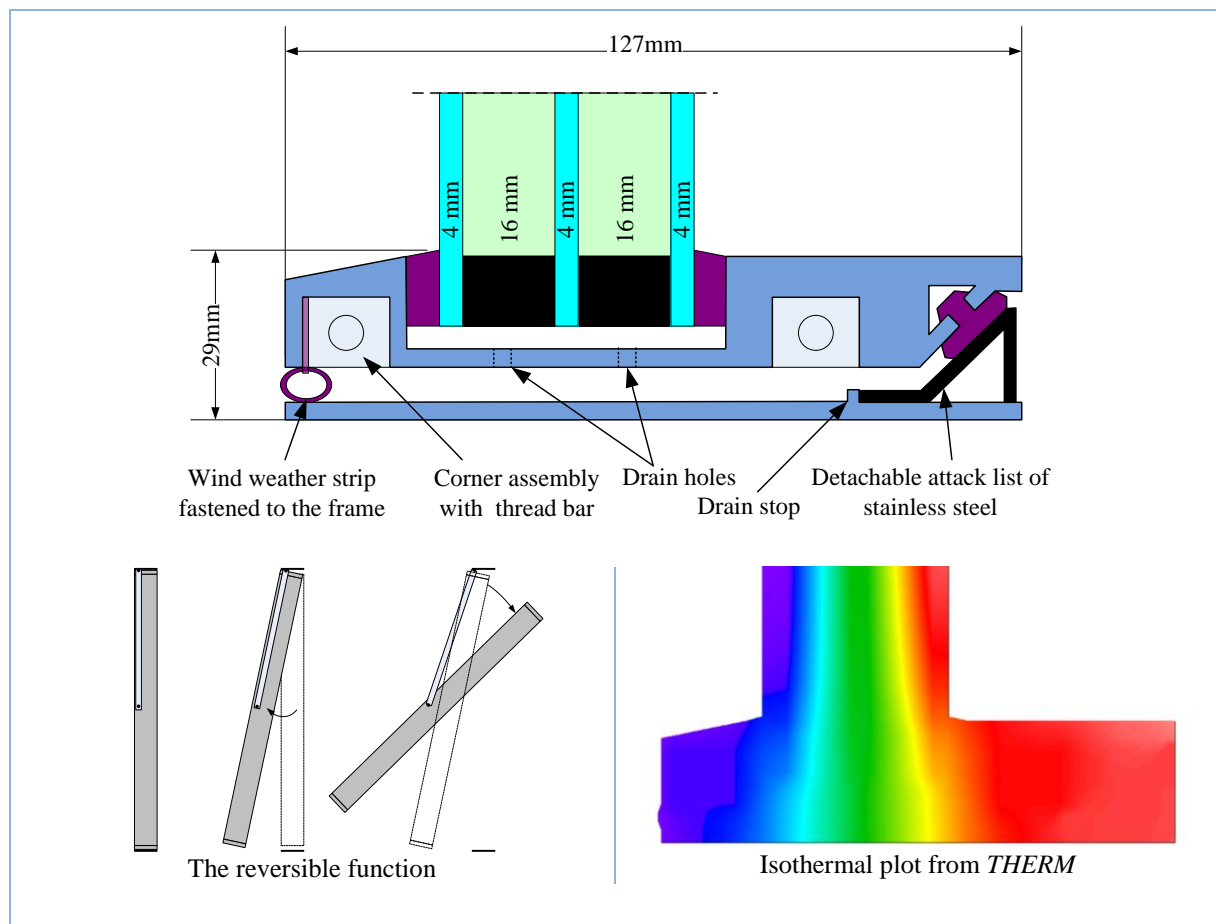 127mm
4 mm
16 mm
4 mm
16 mm
4 mm
29mm
Wind weather strip
fastened to the frame
Corner assembly
with thread bar
Drain holes
Drain stop
Detachable attack list of
stainless steel
The reversible function
Isothermal plot from THERM